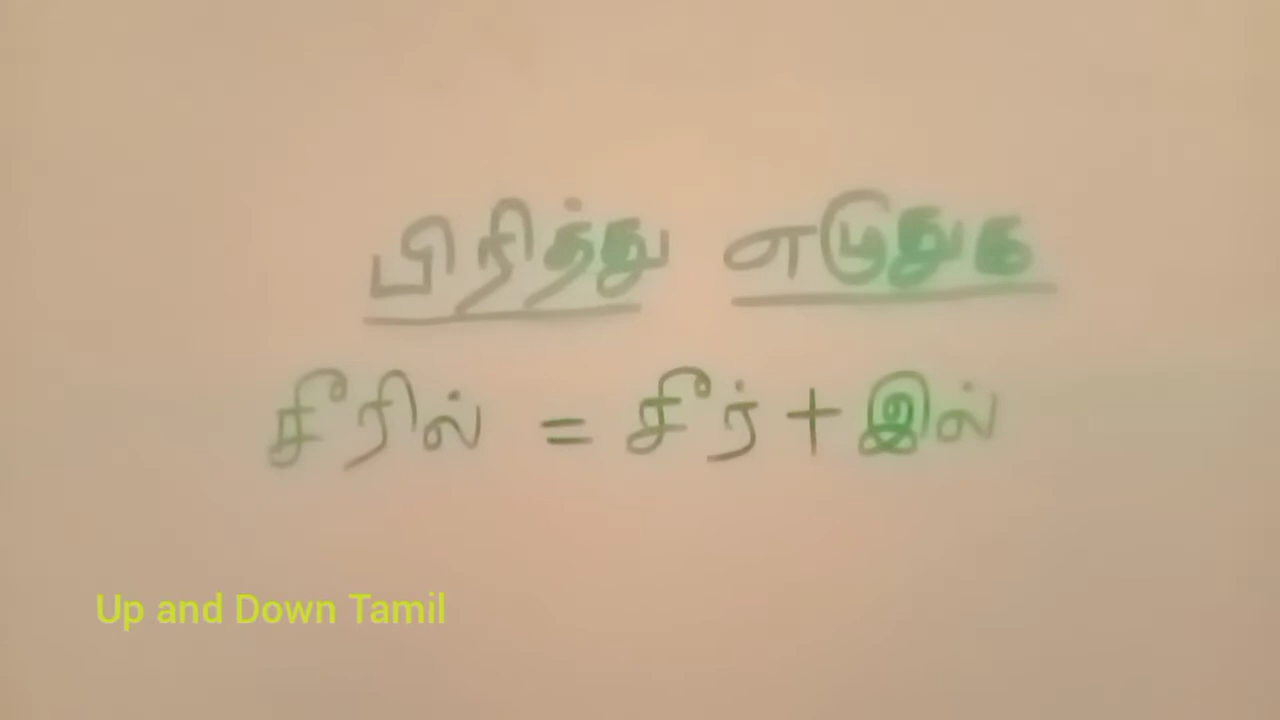 பிரித்து எழுதுக
சீரில் = சீர் + இல்
Up and Down Tamil